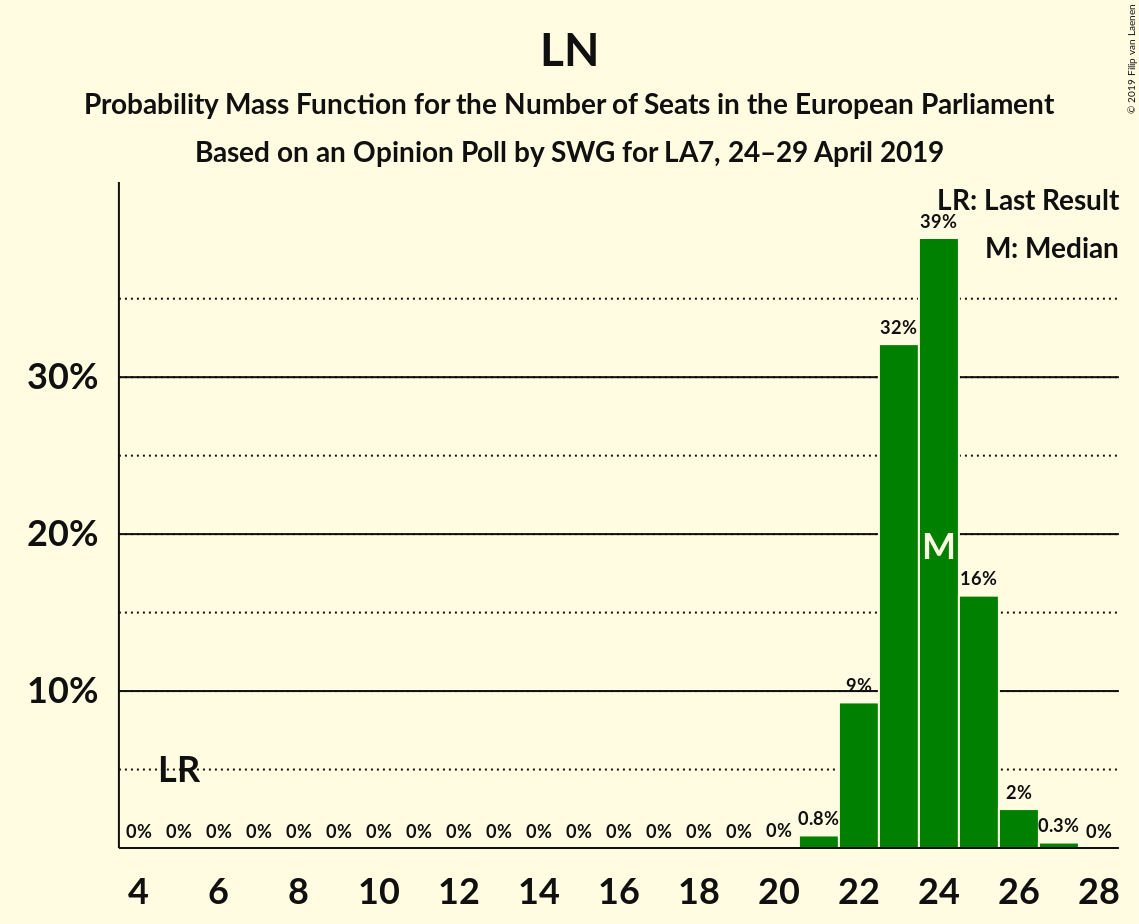 LN
Probability Mass Function for the Number of Seats in the European Parliament
Based on an Opinion Poll by SWG for LA7, 24–29 April 2019
© 2019 Filip van Laenen
LR: Last Result
M: Median
39%
32%
30%
20%
M
16%
10%
9%
LR
2%
0% 0% 0% 0% 0% 0% 0% 0% 0% 0% 0% 0% 0% 0% 0% 0% 0% 0.8% 0.3% 0%
4 6 8 10 12 14 16 18 20 22 24 26 28